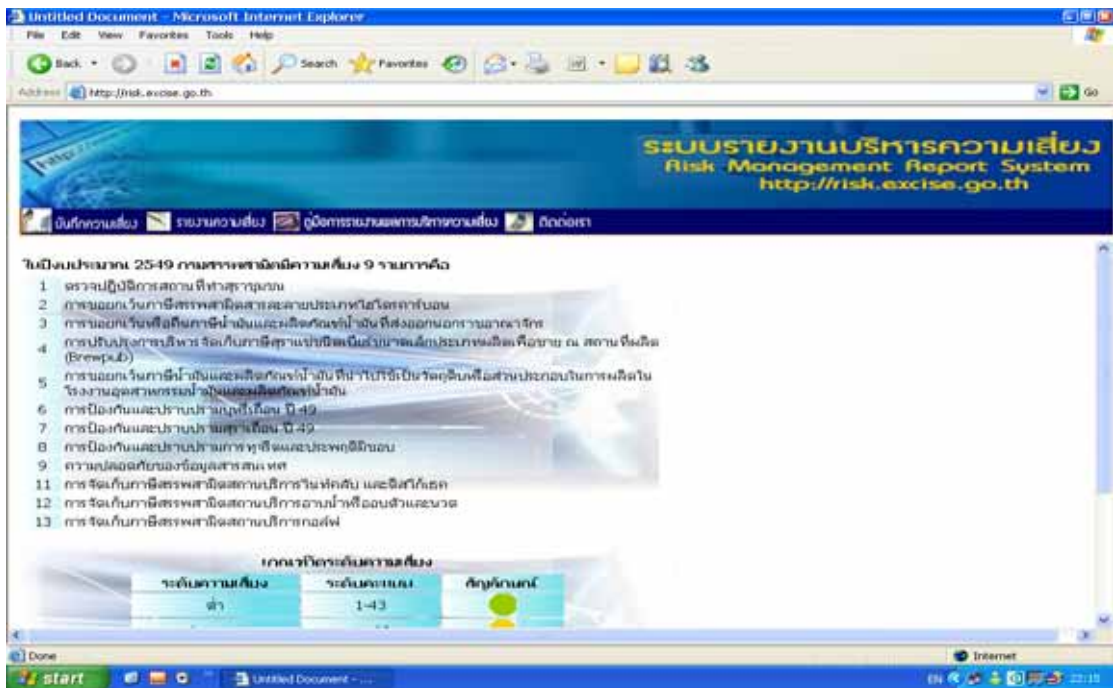 Untitled Document - Microsoft Internet Explorer
File Edit View Favorites Tools Help
Back Search Favorites
Address http://risk.excise.go.th Go
ระบบรายงานบริหารความเสี่ยง
Risk Management Report System
http://risk.excise.go.th
บันทึกความเสี่ยง รายงานความเสี่ยง คู่มือการรายงานผลการบริหารความเสี่ยง ติดต่อเรา
ในปีงบประมาณ 2549 กรมสรรพสามิตมีความเสี่ยง 9 รายการคือ
1 ตรวจปฏิบัติการสถานที่ทำสุราชุมชน
2 การขอยกเว้นภาษีสรรพสามิตสารละลายประเภทไฮโดรคาร์บอน
3 การขอยกเว้นหรือคืนภาษีน้ำมันและผลิตภัณฑ์น้ำมันที่ส่งออกนอกราชอาณาจักร
4 การปรับปรุงการบริหารจัดเก็บภาษีสุราแช่ชนิดเบียร์ขนาดเล็กประเภทผลิตเพื่อขาย ณ สถานที่ผลิต
(Brewpub)
5 การขอยกเว้นภาษีน้ำมันและผลิตภัณฑ์น้ำมันที่นำไปใช้เป็นวัตถุดิบหรือส่วนประกอบในการผลิตใน
โรงงานอุตสาหกรรมน้ำมันและผลิตภัณฑ์น้ำมัน
6 การป้องกันและปราบปรามบุหรี่เถื่อน ปี 49
7 การป้องกันและปราบปรามสุราเถื่อน ปี 49
8 การป้องกันและปราบปรามการทุจริตและประพฤติมิชอบ
9 ความปลอดภัยของข้อมูลสารสนเทศ
11 การจัดเก็บภาษีสรรพสามิตสถานบริการไนท์คลับ และดิสโก้เธค
12 การจัดเก็บภาษีสรรพสามิตสถานบริการอาบน้ำหรืออบตัวและนวด
13 การจัดเก็บภาษีสรรพสามิตสถานบริการกอล์ฟ
เกณฑ์วัดระดับความเสี่ยง
ระดับความเสี่ยง ระดับคะแนน สัญลักษณ์
ต่ำ 1-43
Done Internet
start Untitled Document - ... EN 22:15